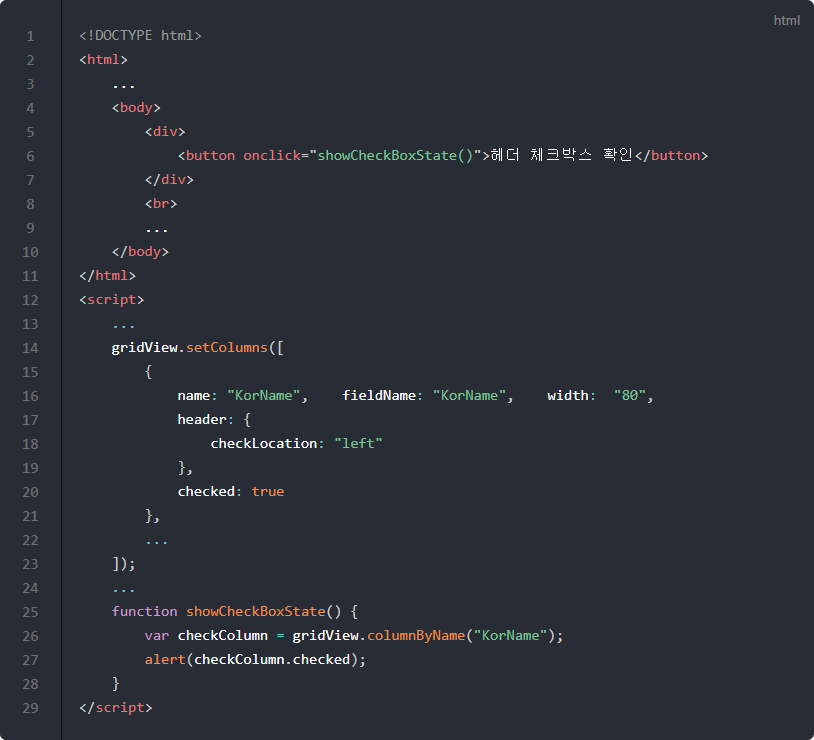 html
1 <!DOCTYPE html>
2 <html>
3     ...
4     <body>
5         <div>
6             <button onclick="showCheckBoxState()">헤더 체크박스 확인</button>
7         </div>
8         <br>
9         ...
10     </body>
11 </html>
12 <script>
13     ...
14     gridView.setColumns([
15         {
16             name: "KorName",    fieldName: "KorName",    width:  "80",
17             header: {
18                 checkLocation: "left"
19             },
20             checked: true
21         },
22         ...
23     ]);
24     ...
25     function showCheckBoxState() {
26         var checkColumn = gridView.columnByName("KorName");
27         alert(checkColumn.checked);
28     }
29 </script>